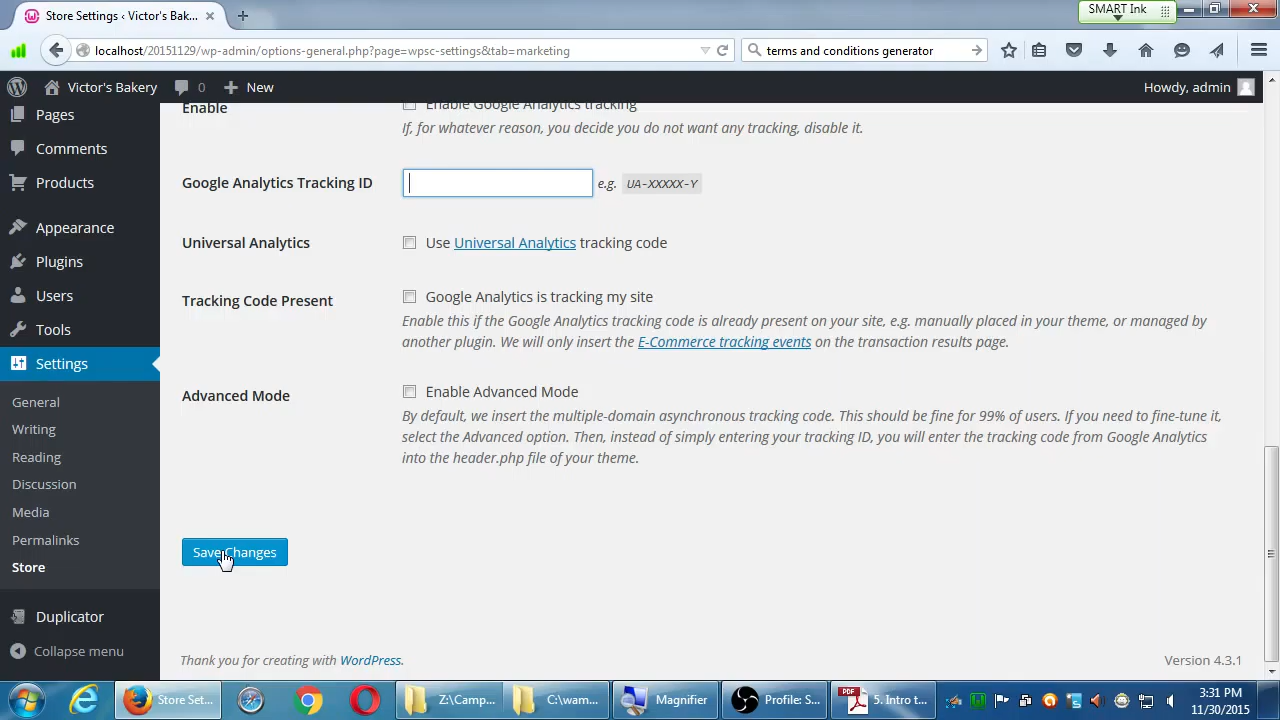 Store Settings ‹ Victor's Bak...
SMART Ink
localhost/20151129/wp-admin/options-general.php?page=wpsc-settings&tab=marketing
terms and conditions generator
Victor's Bakery
0
New
Howdy, admin
Pages
Comments
Products
Appearance
Plugins
Users
Tools
Settings
General
Writing
Reading
Discussion
Media
Permalinks
Store
Duplicator
Collapse menu
Enable
Enable Google Analytics tracking
If, for whatever reason, you decide you do not want any tracking, disable it.
Google Analytics Tracking ID
e.g. UA-XXXXX-Y
Universal Analytics
Use Universal Analytics tracking code
Tracking Code Present
Google Analytics is tracking my site
Enable this if the Google Analytics tracking code is already present on your site, e.g. manually placed in your theme, or managed by
another plugin. We will only insert the E-Commerce tracking events on the transaction results page.
Advanced Mode
Enable Advanced Mode
By default, we insert the multiple-domain asynchronous tracking code. This should be fine for 99% of users. If you need to fine-tune it,
select the Advanced option. Then, instead of simply entering your tracking ID, you will enter the tracking code from Google Analytics
into the header.php file of your theme.
Save Changes
Thank you for creating with WordPress.
Version 4.3.1
Store Set...
Z:\Camp...
C:\wam...
Magnifier
Profile: S...
PDF
5. Intro t...
3:31 PM
11/30/2015